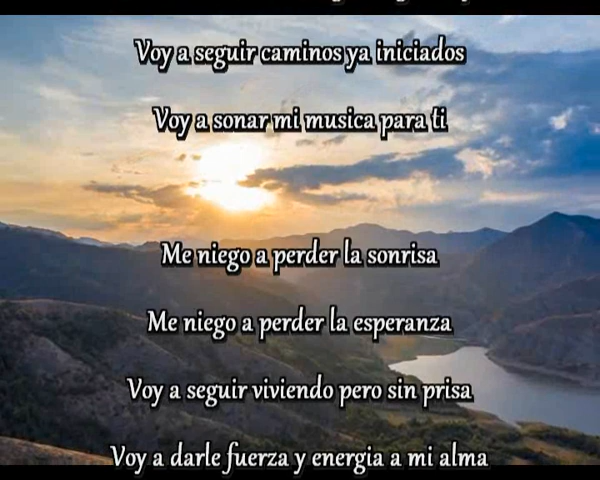 Voy a seguir caminos ya iniciados
Voy a sonar mi musica para ti
Me niego a perder la sonrisa
Me niego a perder la esperanza
Voy a seguir viviendo pero sin prisa
Voy a darle fuerza y energia a mi alma